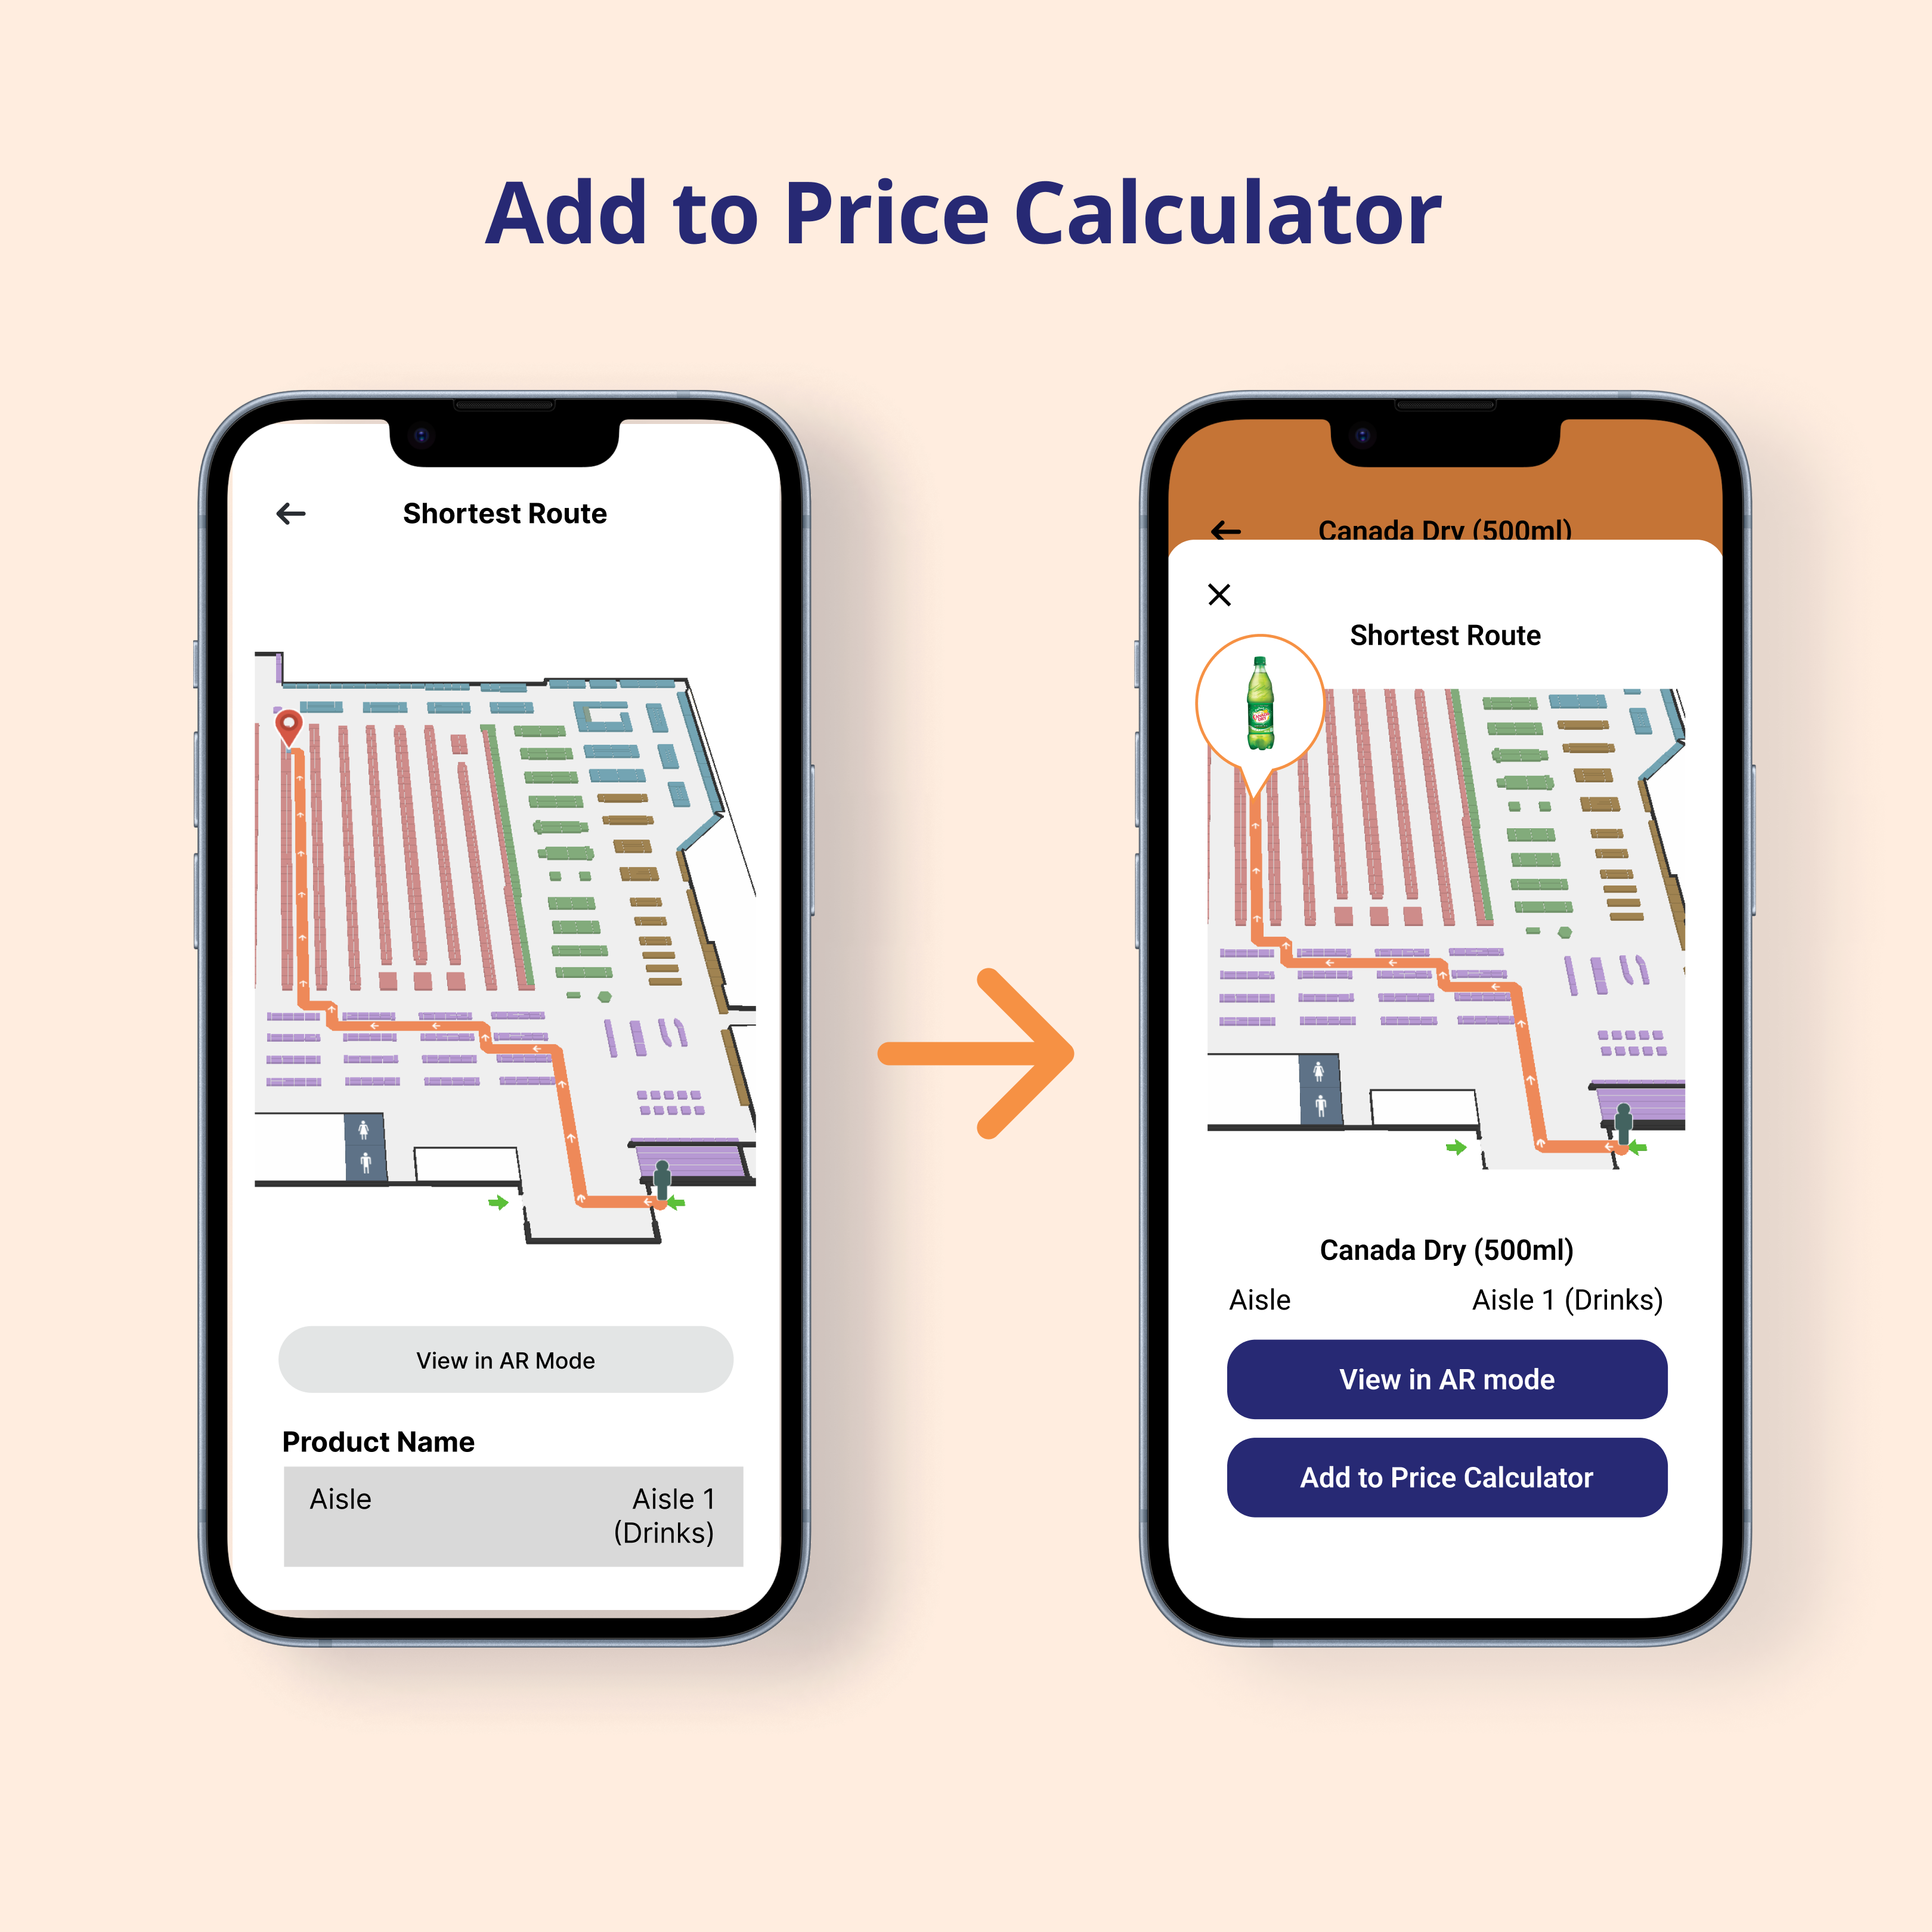 Add to Price Calculator
Shortest Route
View in AR Mode
Product Name
Aisle
Aisle 1
(Drinks)
Canada Dry (500ml)
Shortest Route
Canada Dry (500ml)
Aisle
Aisle 1 (Drinks)
View in AR mode
Add to Price Calculator